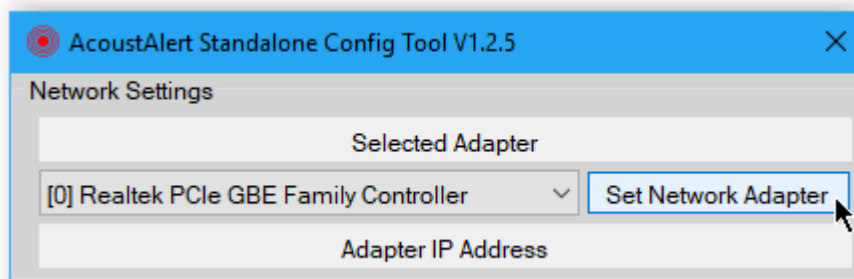 AcoustAlert Standalone Config Tool V1.2.5
Network Settings
Selected Adapter
[0] Realtek PCIe GBE Family Controller
Set Network Adapter
Adapter IP Address